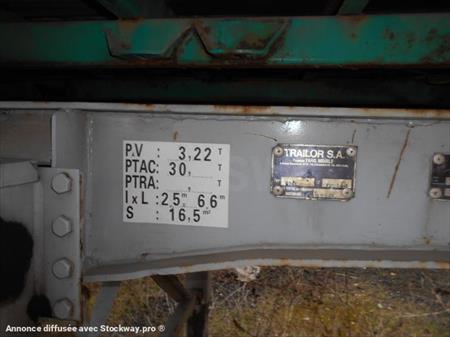 P.V : 3,22 T
PTAC: 30, T
PTRA: , T
I x L : 2,5 m 6,6 m
S : 16,5 m²
TRAILOR S.A.
Annonce diffusée avec Stockway.pro ®